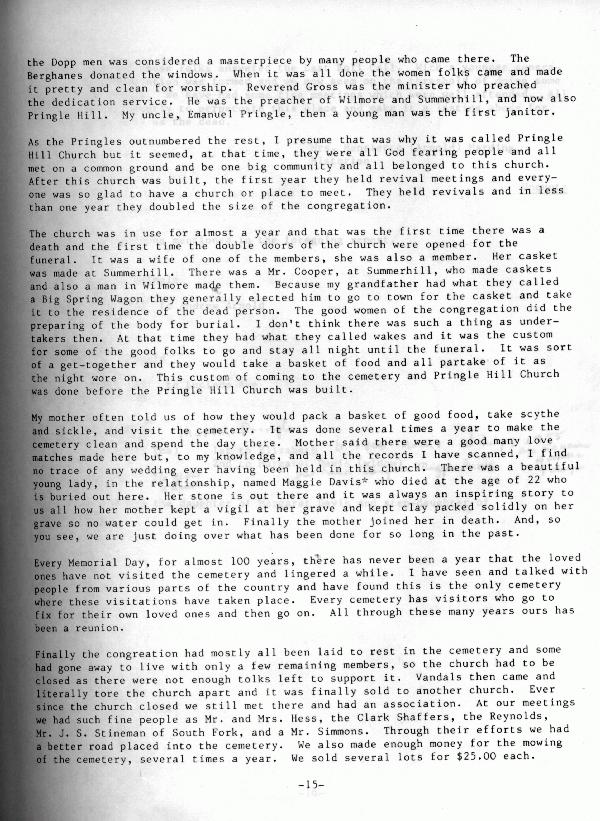 the Dopp men was considered a masterpiece by many people who came there. The
Berghanes donated the windows. When it was all done the women folks came and made
it pretty and clean for worship. Reverend Gross was the minister who preached
the dedication service. He was the preacher of Wilmore and Summerhill, and now also
Pringle Hill. My uncle, Emanuel Pringle, then a young man was the first janitor.
As the Pringles outnumbered the rest, I presume that was why it was called Pringle
Hill Church but it seemed, at that time, they were all God fearing people and all
met on a common ground and be one big community and all belonged to this church.
After this church was built, the first year they held revival meetings and every-
one was so glad to have a church or place to meet. They held revivals and in less
than one year they doubled the size of the congregation.
The church was in use for almost a year and that was the first time there was a
death and the first time the double doors of the church were opened for the
funeral. It was a wife of one of the members, she was also a member. Her casket
was made at Summerhill. There was a Mr. Cooper, at Summerhill, who made caskets
and also a man in Wilmore made them. Because my grandfather had what they called
a Big Spring Wagon they generally elected him to go to town for the casket and take
it to the residence of the dead person. The good women of the congregation did the
preparing of the body for burial. I don't think there was such a thing as under-
takers then. At that time they had what they called wakes and it was the custom
for some of the good folks to go and stay all night until the funeral. It was sort
of a get-together and they would take a basket of food and all partake of it as
the night wore on. This custom of coming to the cemetery and Pringle Hill Church
was done before the Pringle Hill Church was built.
My mother often told us of how they would pack a basket of good food, take scythe
and sickle, and visit the cemetery. It was done several times a year to make the
cemetery clean and spend the day there. Mother said there were a good many love
matches made here but, to my knowledge, and all the records I have scanned, I find
no trace of any wedding ever having been held in this church. There was a beautiful
young lady, in the relationship, named Maggie Davis* who died at the age of 22 who
is buried out here. Her stone is out there and it was always an inspiring story to
us all how her mother kept a vigil at her grave and kept clay packed solidly on her
grave so no water could get in. Finally the mother joined her in death. And, so
you see, we are just doing over what has been done for so long in the past.
Every Memorial Day, for almost 100 years, there has never been a year that the loved
ones have not visited the cemetery and lingered a while. I have seen and talked with
people from various parts of the country and have found this is the only cemetery
where these visitations have taken place. Every cemetery has visitors who go to
fix for their own loved ones and then go on. All through these many years ours has
been a reunion.
Finally the congreation had mostly all been laid to rest in the cemetery and some
had gone away to live with only a few remaining members, so the church had to be
closed as there were not enough tolks left to support it. Vandals then came and
literally tore the church apart and it was finally sold to another church. Ever
since the church closed we still met there and had an association. At our meetings
we had such fine people as Mr. and Mrs. Hess, the Clark Shaffers, the Reynolds,
Mr. J. S. Stineman of South Fork, and a Mr. Simmons. Through their efforts we had
a better road placed into the cemetery. We also made enough money for the mowing
of the cemetery, several times a year. We sold several lots for $25.00 each.
-15-